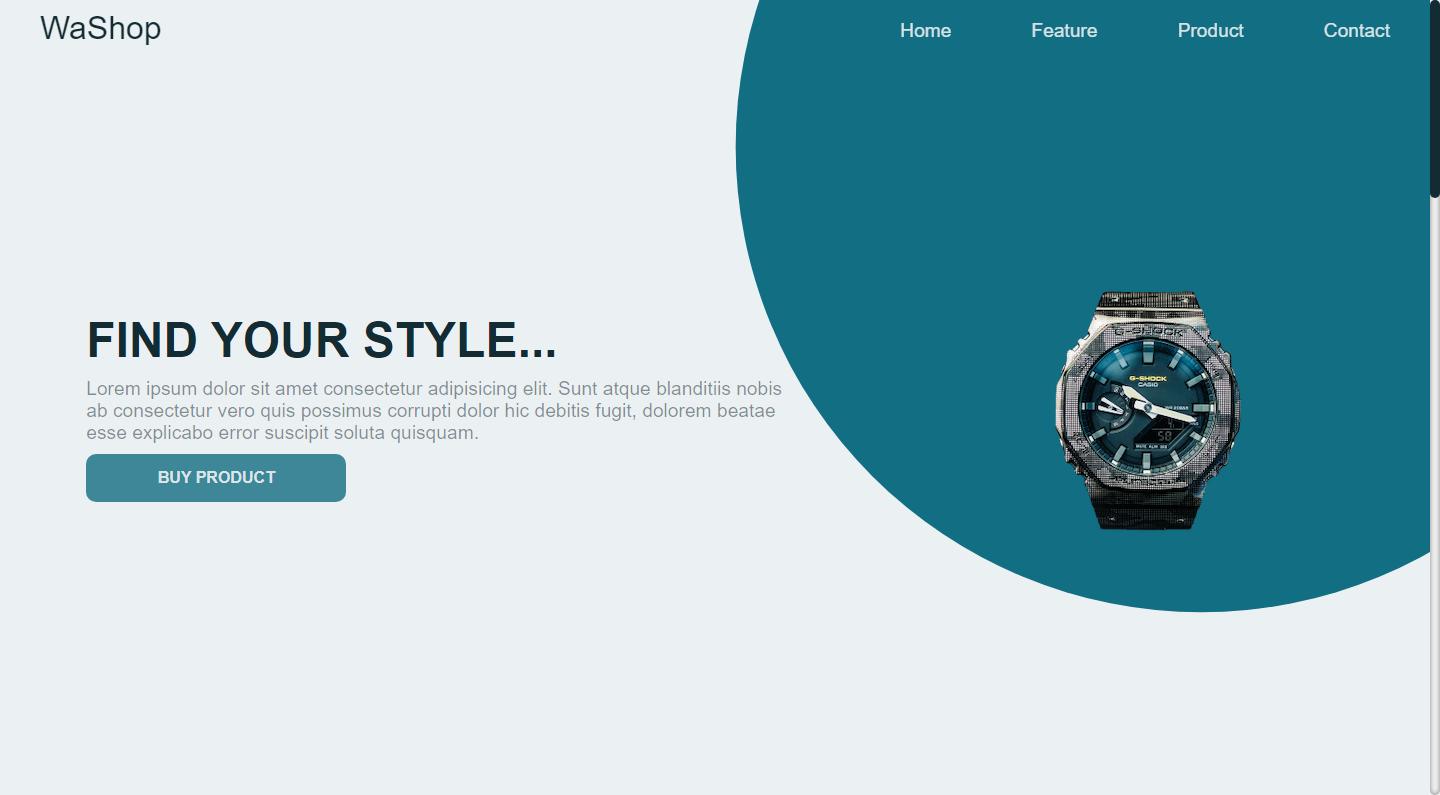 WaShop
Home
Feature
Product
Contact
FIND YOUR STYLE...
Lorem ipsum dolor sit amet consectetur adipisicing elit. Sunt atque blanditiis nobis
ab consectetur vero quis possimus corrupti dolor hic debitis fugit, dolorem beatae
esse explicabo error suscipit soluta quisquam.
BUY PRODUCT
G-SHOCK
G-SHOCK
CASIO
58